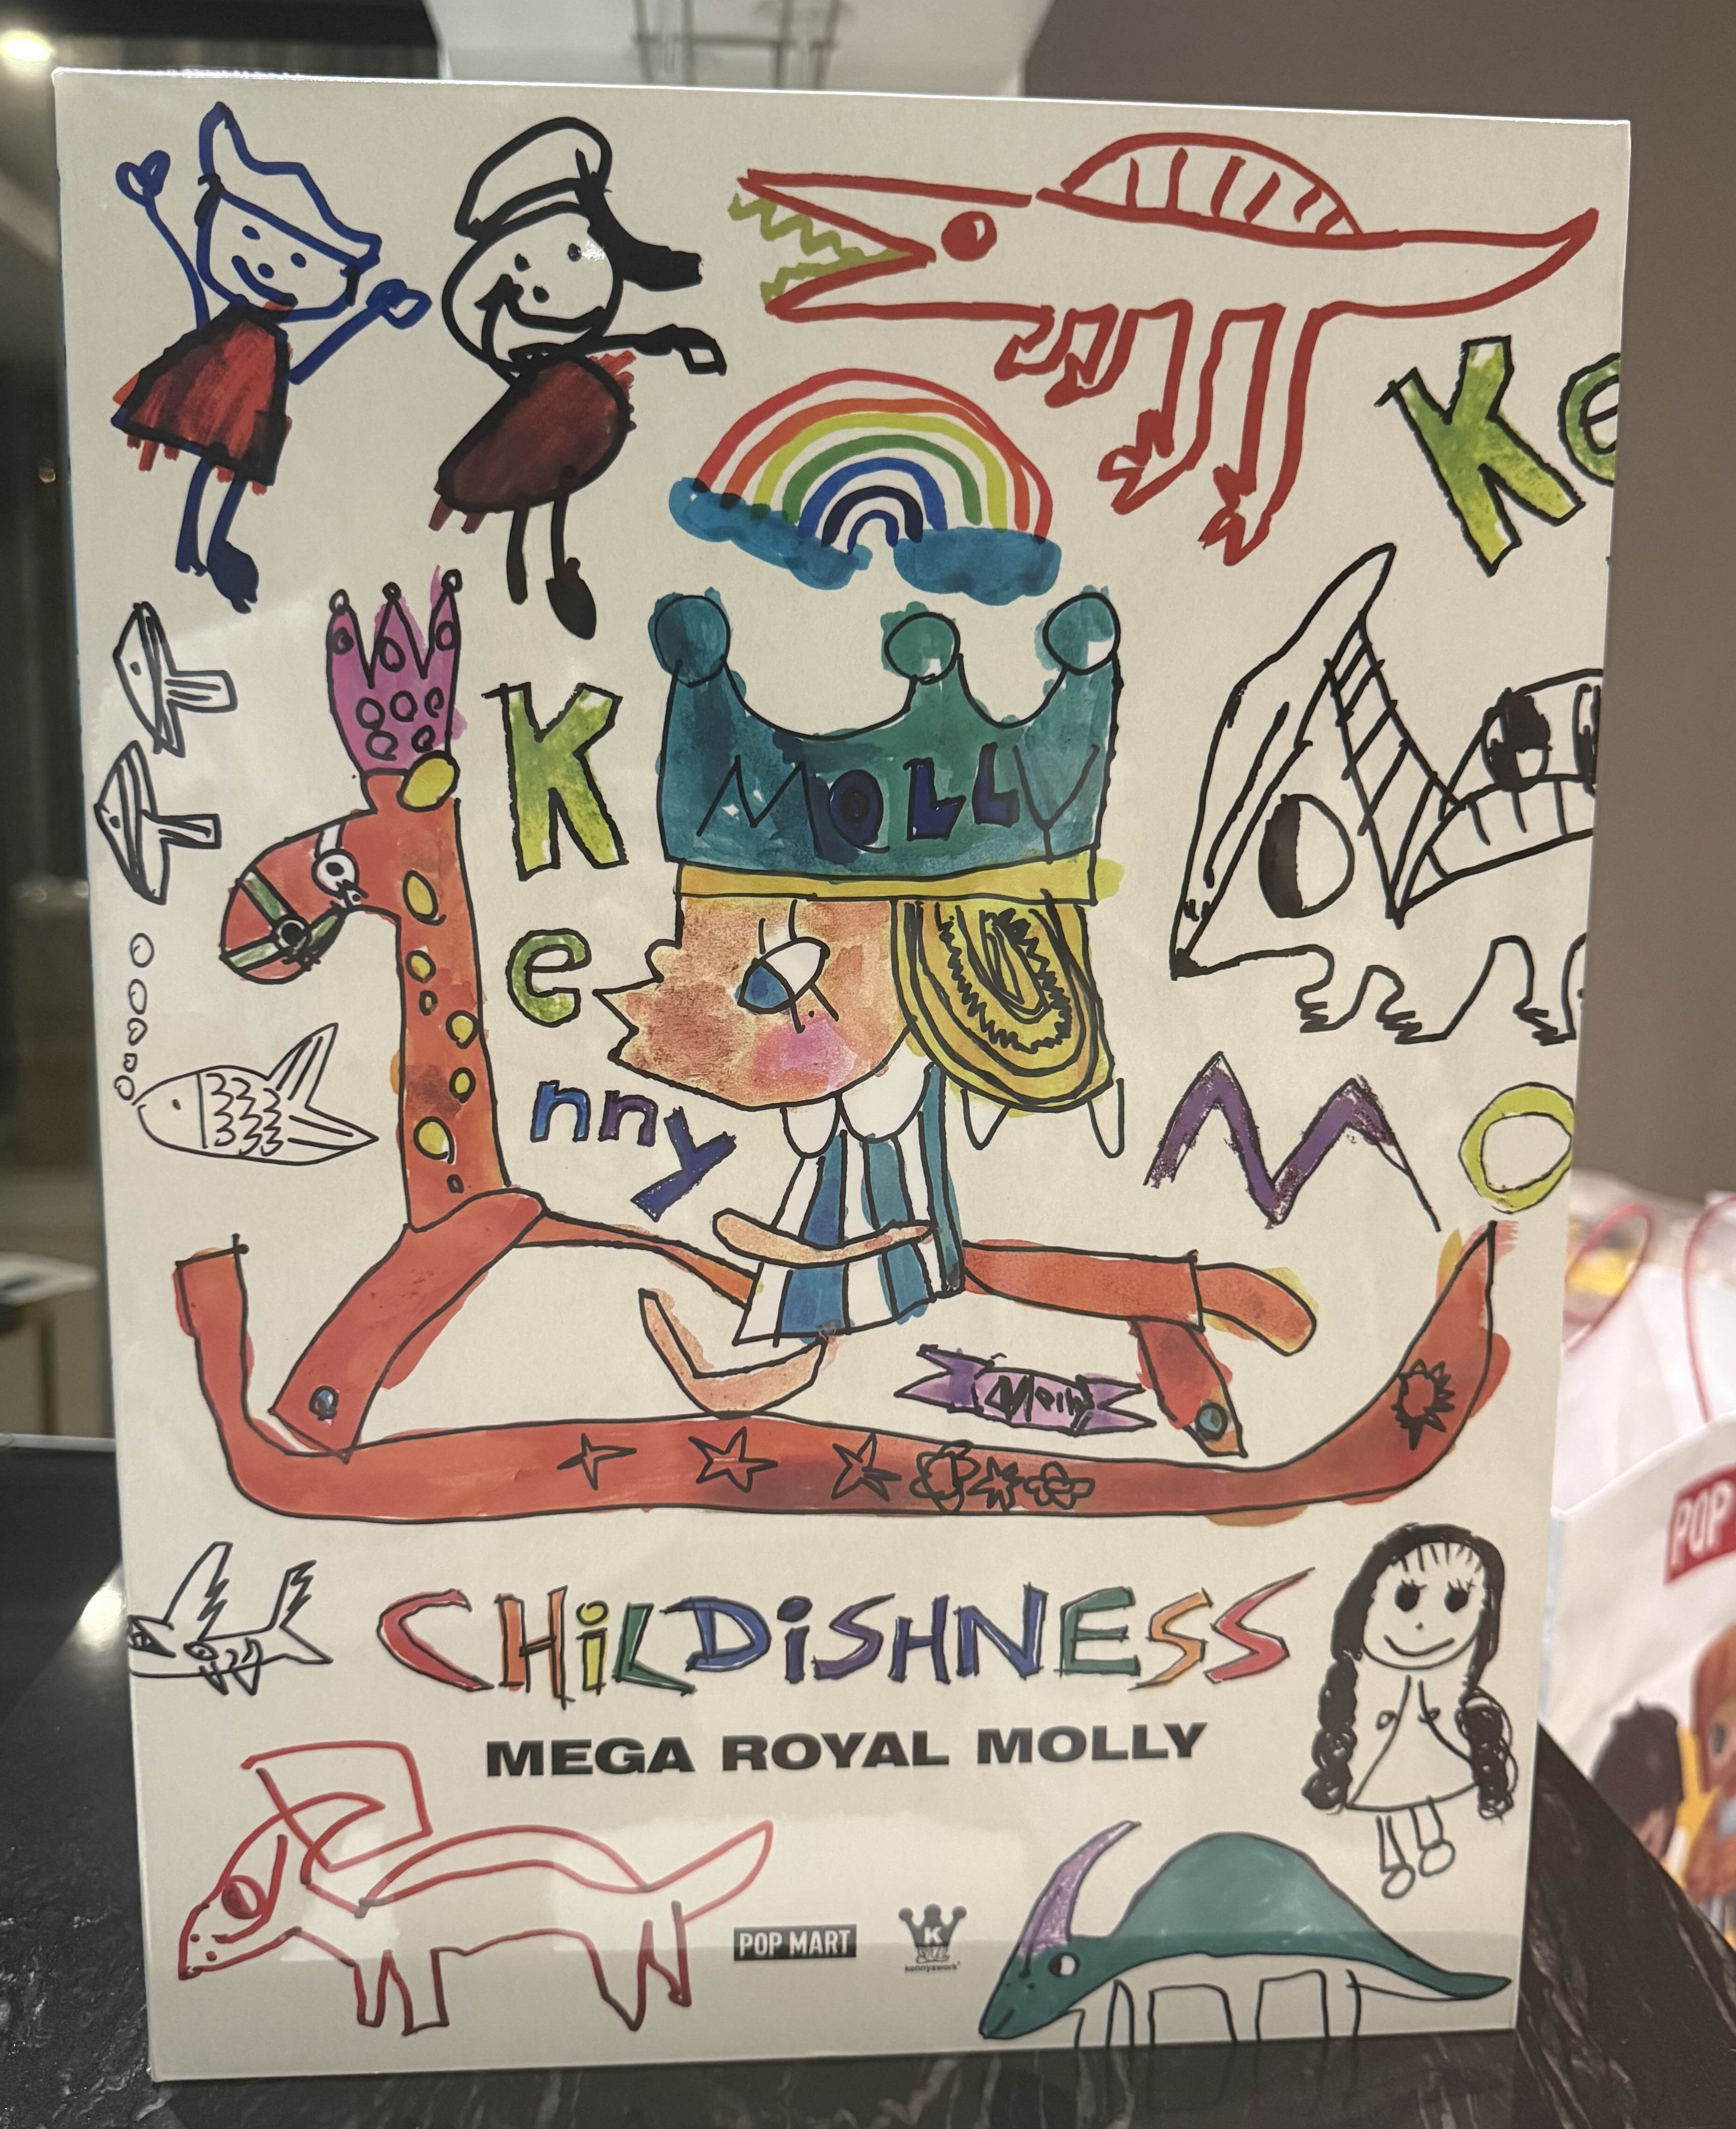 Ke
K
MOLLY
e
nny
MO
Molly
CHiLDiSHNESS
MEGA ROYAL MOLLY
POP MART
K
kennyswork
POP